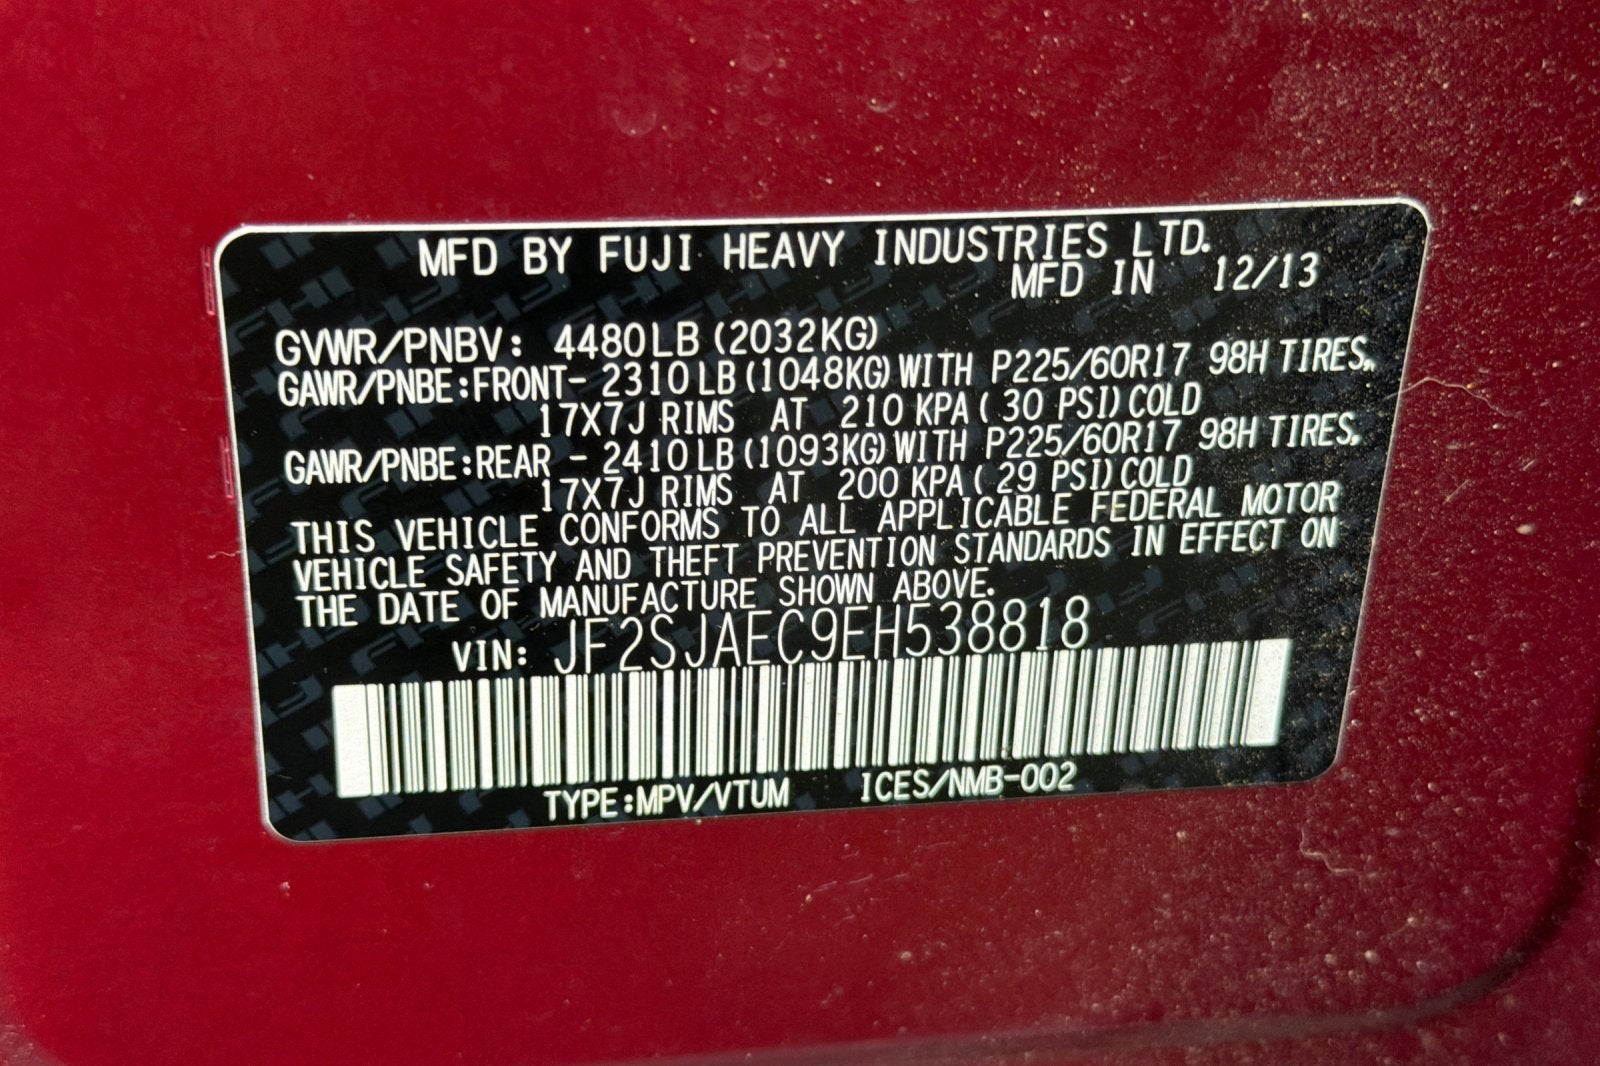 MFD BY FUJI HEAVY INDUSTRIES LTD.
MFD IN 12/13
GVWR/PNBV: 4480LB (2032KG)
GAWR/PNBE:FRONT- 2310LB (1048KG) WITH P225/60R17 98H TIRES,
17X7J RIMS AT 210 KPA ( 30 PSI) COLD
GAWR/PNBE:REAR - 2410LB (1093KG) WITH P225/60R17 98H TIRES,
17X7J RIMS AT 200 KPA ( 29 PSI) COLD
THIS VEHICLE CONFORMS TO ALL APPLICABLE FEDERAL MOTOR
VEHICLE SAFETY AND THEFT PREVENTION STANDARDS IN EFFECT ON
THE DATE OF MANUFACTURE SHOWN ABOVE.
VIN: JF2SJAEC9EH538818
TYPE:MPV/VTUM ICES/NMB-002